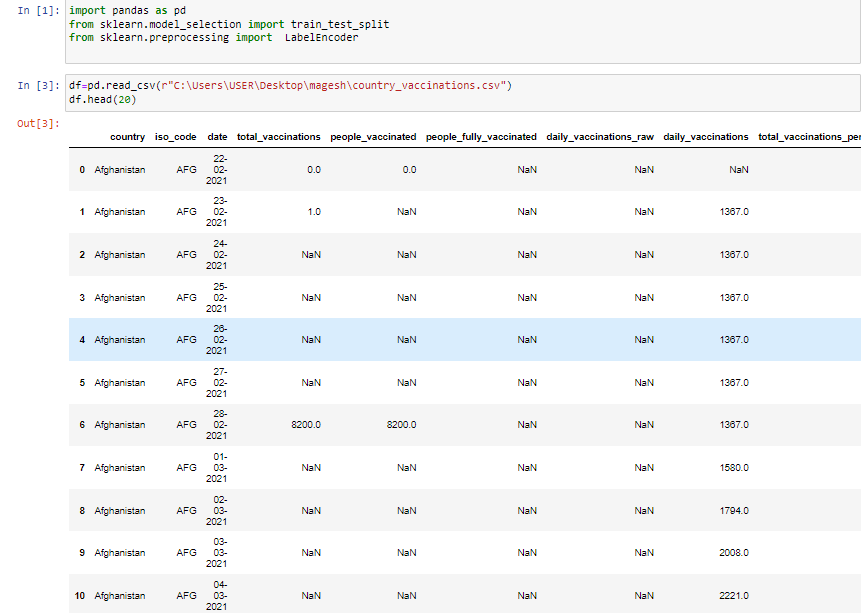 In [1]: import pandas as pd
from sklearn.model_selection import train_test_split
from sklearn.preprocessing import  LabelEncoder
In [3]: df=pd.read_csv(r"C:\Users\USER\Desktop\magesh\country_vaccinations.csv")
df.head(20)
Out[3]:
country iso_code date total_vaccinations people_vaccinated people_fully_vaccinated daily_vaccinations_raw daily_vaccinations total_vaccinations_per
0 Afghanistan AFG 22-02-2021 0.0 0.0 NaN NaN NaN
1 Afghanistan AFG 23-02-2021 1.0 NaN NaN NaN 1367.0
2 Afghanistan AFG 24-02-2021 NaN NaN NaN NaN 1367.0
3 Afghanistan AFG 25-02-2021 NaN NaN NaN NaN 1367.0
4 Afghanistan AFG 26-02-2021 NaN NaN NaN NaN 1367.0
5 Afghanistan AFG 27-02-2021 NaN NaN NaN NaN 1367.0
6 Afghanistan AFG 28-02-2021 8200.0 8200.0 NaN NaN 1367.0
7 Afghanistan AFG 01-03-2021 NaN NaN NaN NaN 1580.0
8 Afghanistan AFG 02-03-2021 NaN NaN NaN NaN 1794.0
9 Afghanistan AFG 03-03-2021 NaN NaN NaN NaN 2008.0
10 Afghanistan AFG 04-03-2021 NaN NaN NaN NaN 2221.0